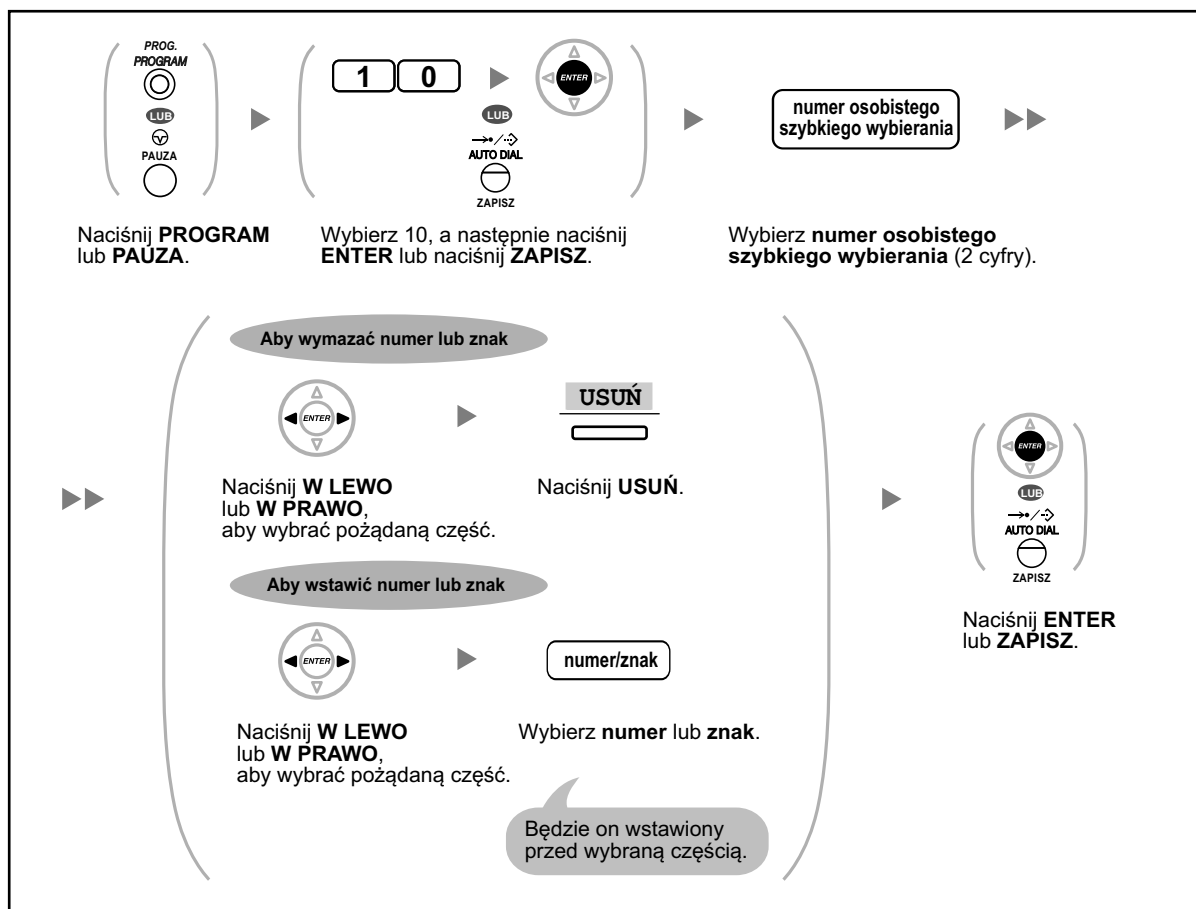 PROG.
PROGRAM
LUB
PAUZA
Naciśnij PROGRAM
lub PAUZA.
1 0
ENTER
LUB
AUTO DIAL
ZAPISZ
Wybierz 10, a następnie naciśnij
ENTER lub naciśnij ZAPISZ.
numer osobistego
szybkiego wybierania
Wybierz numer osobistego
szybkiego wybierania (2 cyfry).
Aby wymazać numer lub znak
ENTER
Naciśnij W LEWO
lub W PRAWO,
aby wybrać pożądaną część.
USUŃ
Naciśnij USUŃ.
Aby wstawić numer lub znak
ENTER
Naciśnij W LEWO
lub W PRAWO,
aby wybrać pożądaną część.
numer/znak
Wybierz numer lub znak.
Będzie on wstawiony
przed wybraną częścią.
ENTER
LUB
AUTO DIAL
ZAPISZ
Naciśnij ENTER
lub ZAPISZ.